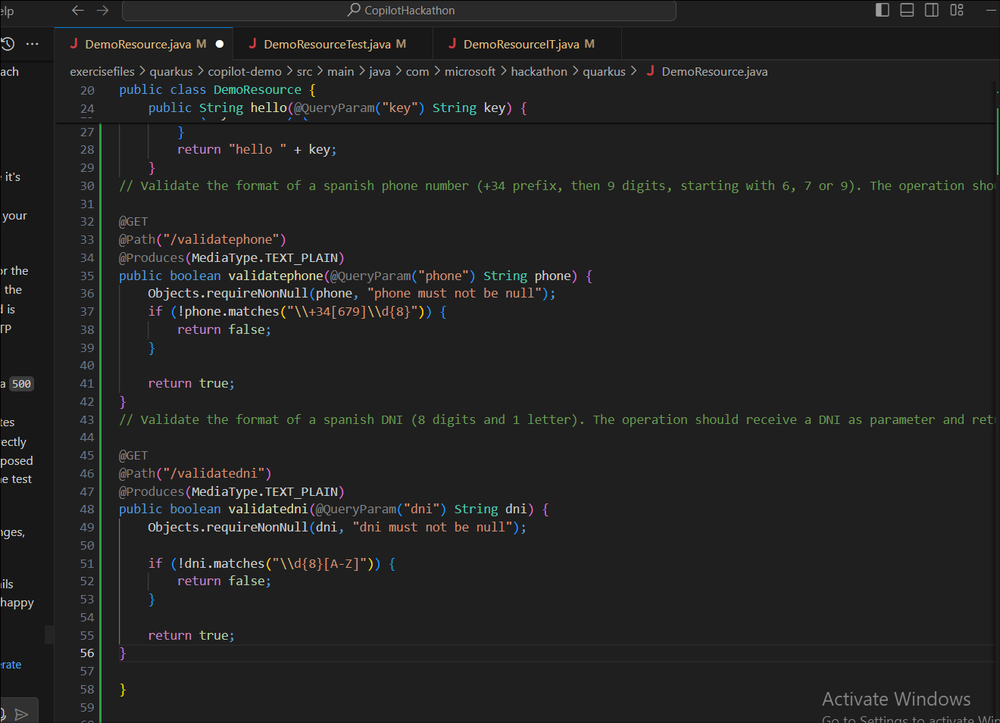 elp
CopilotHackathon
DemoResource.java M
DemoResourceTest.java M
DemoResourceIT.java M
exercisefiles > quarkus > copilot-demo > src > main > java > com > microsoft > hackathon > quarkus > DemoResource.java
ach
it's
your
or the
the
d is
TP
a 500
tes
ectly
posed
e test
nges,
ils
happy
erate
20 public class DemoResource {
24 public String hello(@QueryParam("key") String key) {
27 }
28 return "hello " + key;
29 }
30 // Validate the format of a spanish phone number (+34 prefix, then 9 digits, starting with 6, 7 or 9). The operation shou
31
32 @GET
33 @Path("/validatephone")
34 @Produces(MediaType.TEXT_PLAIN)
35 public boolean validatephone(@QueryParam("phone") String phone) {
36 Objects.requireNonNull(phone, "phone must not be null");
37 if (!phone.matches("\\+34[679]\\d{8}")) {
38 return false;
39 }
40
41 return true;
42 }
43 // Validate the format of a spanish DNI (8 digits and 1 letter). The operation should receive a DNI as parameter and retu
44
45 @GET
46 @Path("/validatedni")
47 @Produces(MediaType.TEXT_PLAIN)
48 public boolean validatedni(@QueryParam("dni") String dni) {
49 Objects.requireNonNull(dni, "dni must not be null");
50
51 if (!dni.matches("\\d{8}[A-Z]")) {
52 return false;
53 }
54
55 return true;
56 }
57
58 }
59
Activate Windows
Go to Settings to activate Win